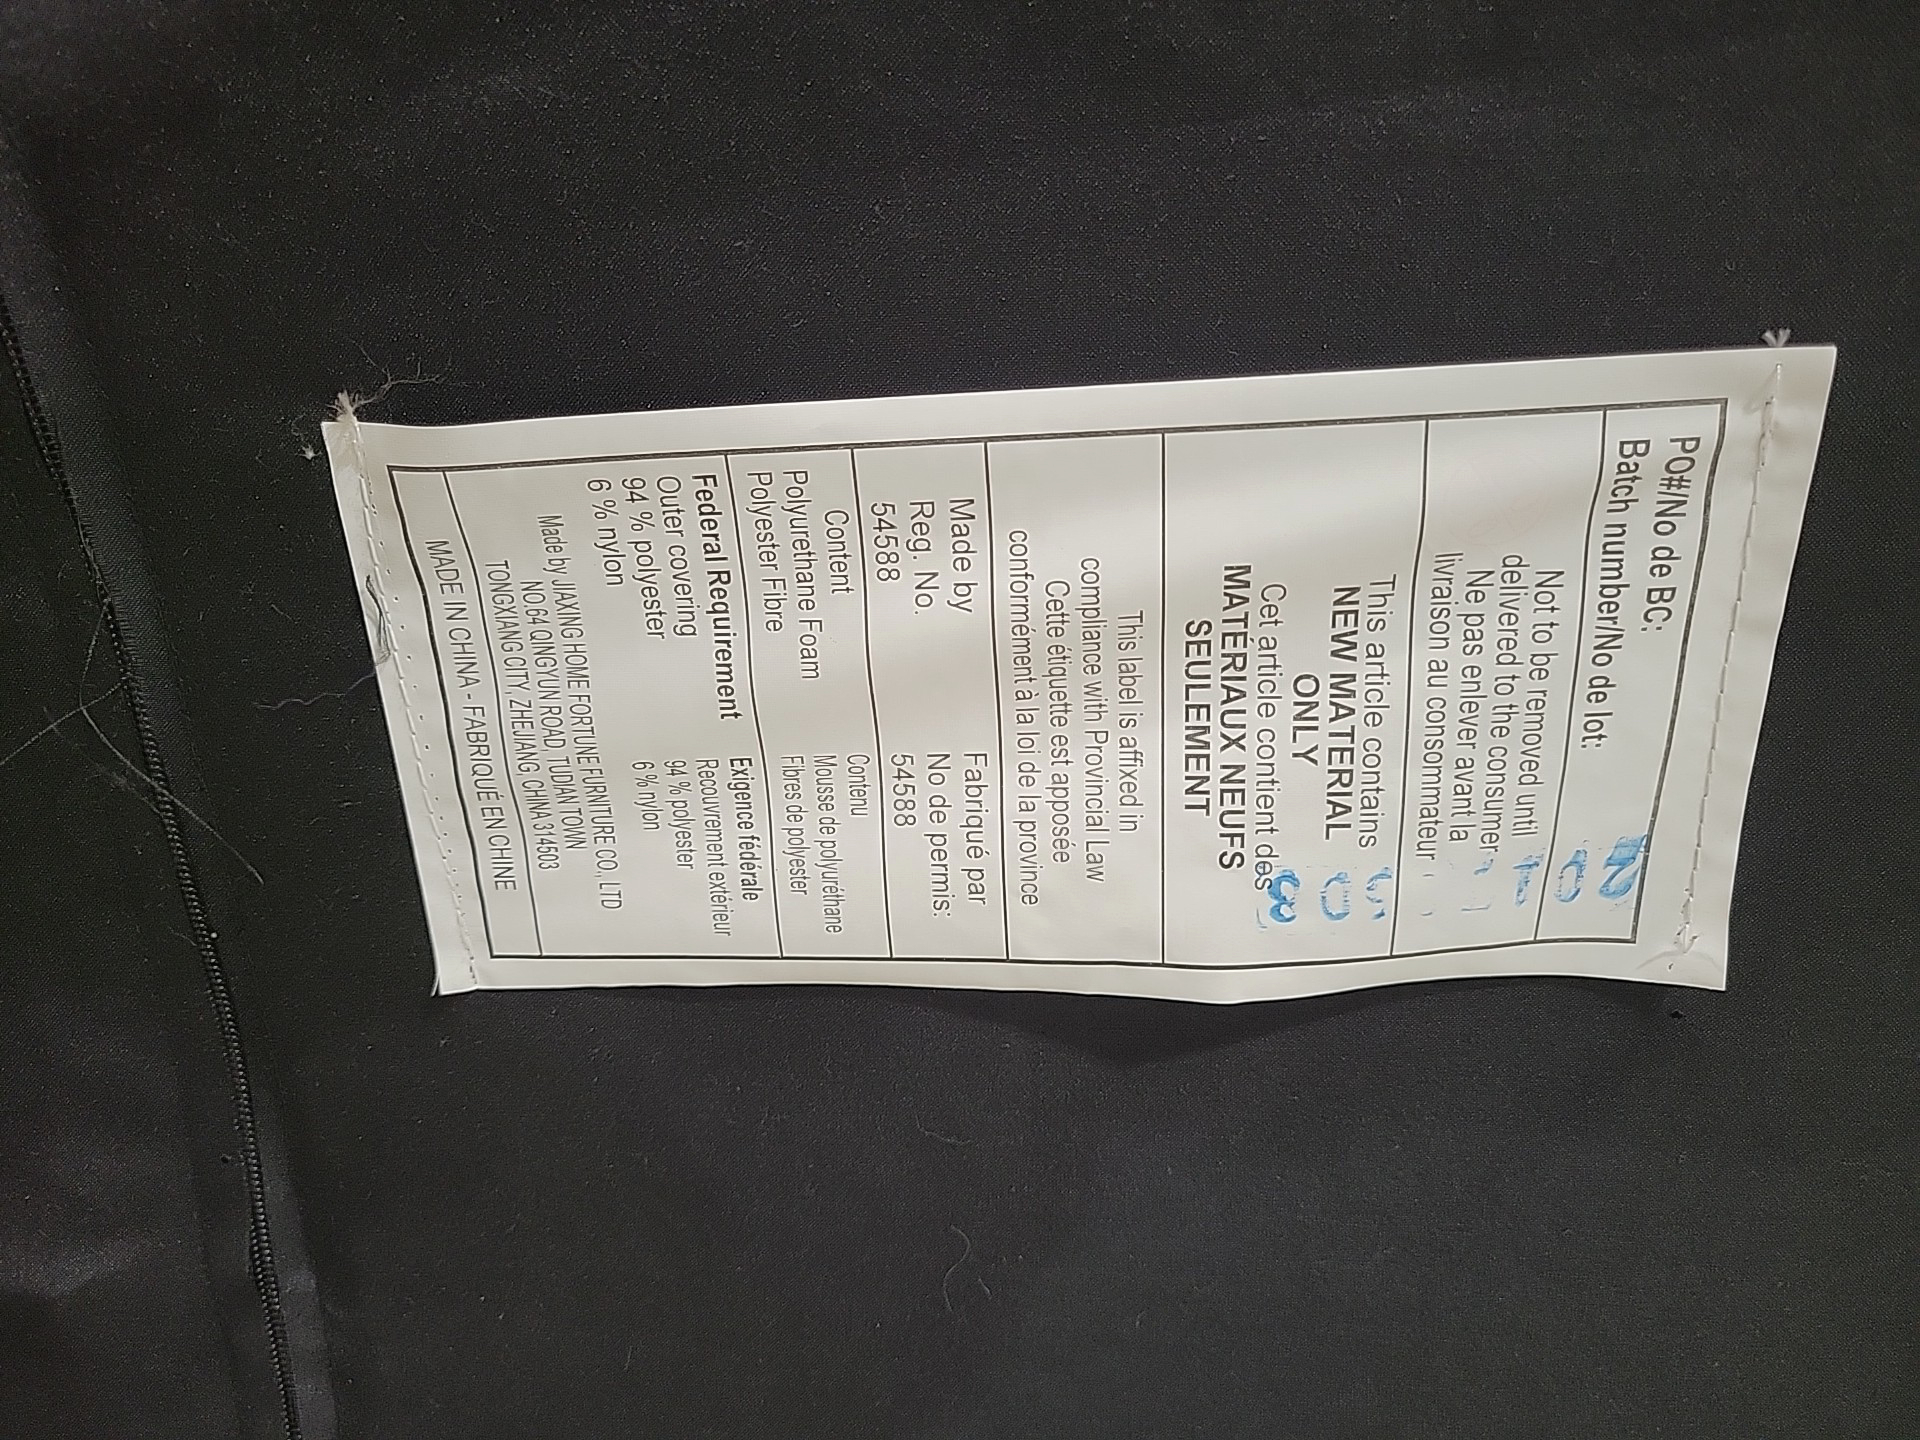 PO#/No de BC:
Batch number/No de lot:
Not to be removed until
delivered to the consumer
Ne pas enlever avant la
livraison au consommateur
This article contains
NEW MATERIAL
ONLY
Cet article contient des
MATÉRIAUX NEUFS
SEULEMENT
This label is affixed in
compliance with Provincial Law
Cette étiquette est apposée
conformément à la loi de la province
Made by Fabriqué par
Reg. No. No de permis:
54588 54588
Content Contenu
Polyurethane Foam Mousse de polyuréthane
Polyester Fibre Fibres de polyester
Federal Requirement Exigence fédérale
Outer covering Recouvrement extérieur
94 % polyester 94 % polyester
6 % nylon 6 % nylon
Made by JIAXING HOME FORTUNE FURNITURE CO., LTD
NO.64 QINGYUN ROAD, TUDIAN TOWN
TONGXIANG CITY, ZHEJIANG, CHINA 314503
MADE IN CHINA - FABRIQUÉ EN CHINE